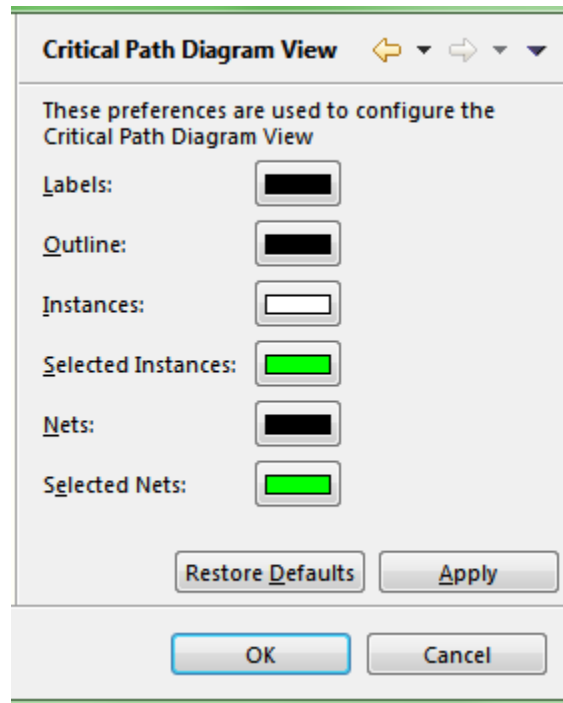 Critical Path Diagram View
These preferences are used to configure the
Critical Path Diagram View
Labels:
Outline:
Instances:
Selected Instances:
Nets:
Selected Nets:
Restore Defaults Apply
OK Cancel